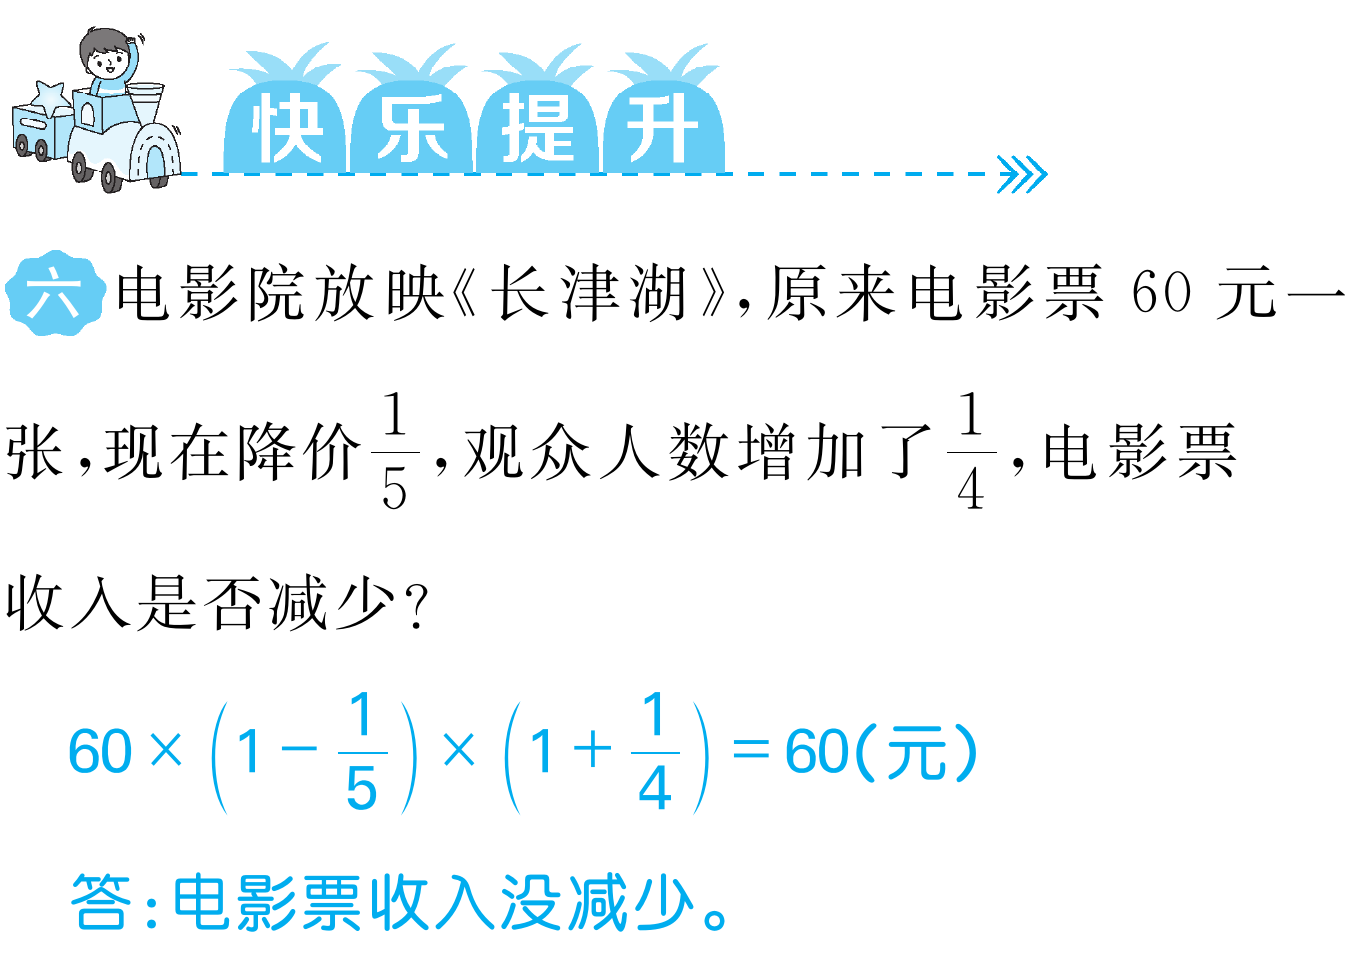 快乐提升
六 电影院放映《长津湖》,原来电影票 60 元一
张,现在降价1/5,观众人数增加了1/4,电影票
收入是否减少?
60×(1-1/5)×(1+1/4)=60(元)
答:电影票收入没减少。